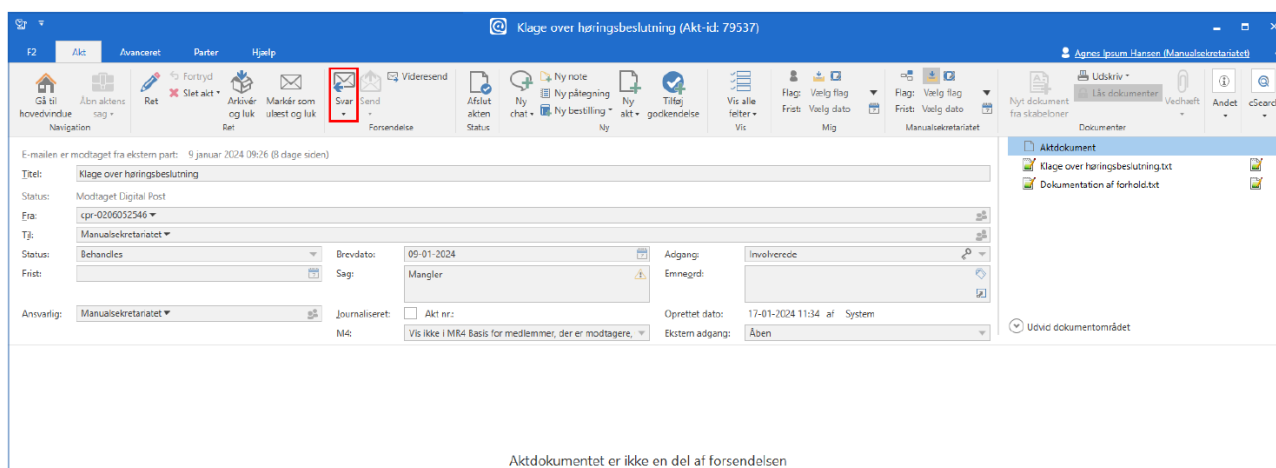 Klage over høringsbeslutning (Akt-id: 79537)
F2 Akt Avanceret Parter Hjælp Agnes Ipsum Hansen (Manualsekretariatet)
Gå til hovedvindue
Åbn aktens sag
Navigation
Ret
Fortryd
Slet akt
Arkivér og luk
Markér som ulæst og luk
Ret
Svar
Send
Videresend
Forsendelse
Afslut akten
Status
Ny chat
Ny note
Ny påtegning
Ny bestilling
Ny akt
Tilføj godkendelse
Ny
Vis alle felter
Vis
Flag: Vælg flag
Frist: Vælg dato
Mig
Flag: Vælg flag
Frist: Vælg dato
Manualsekretariatet
Nyt dokument fra skabeloner
Udskriv
Lås dokumenter
Vedhæft
Dokumenter
Andet
cSearch
E-mailen er modtaget fra ekstern part: 9 januar 2024 09:26 (8 dage siden)
Titel: Klage over høringsbeslutning
Status: Modtaget Digital Post
Fra: cpr-0206052546
Til: Manualsekretariatet
Status: Behandles Brevdato: 09-01-2024 Adgang: Involverede
Frist: Sag: Mangler Emneord:
Ansvarlig: Manualsekretariatet Journaliseret: Akt nr.: Oprettet dato: 17-01-2024 11:34 af System
M4: Vis ikke i MR4 Basis for medlemmer, der er modtagere, Ekstern adgang: Åben
Aktdokument
Klage over høringsbeslutning.txt
Dokumentation af forhold.txt
Udvid dokumentområdet
Aktdokumentet er ikke en del af forsendelsen